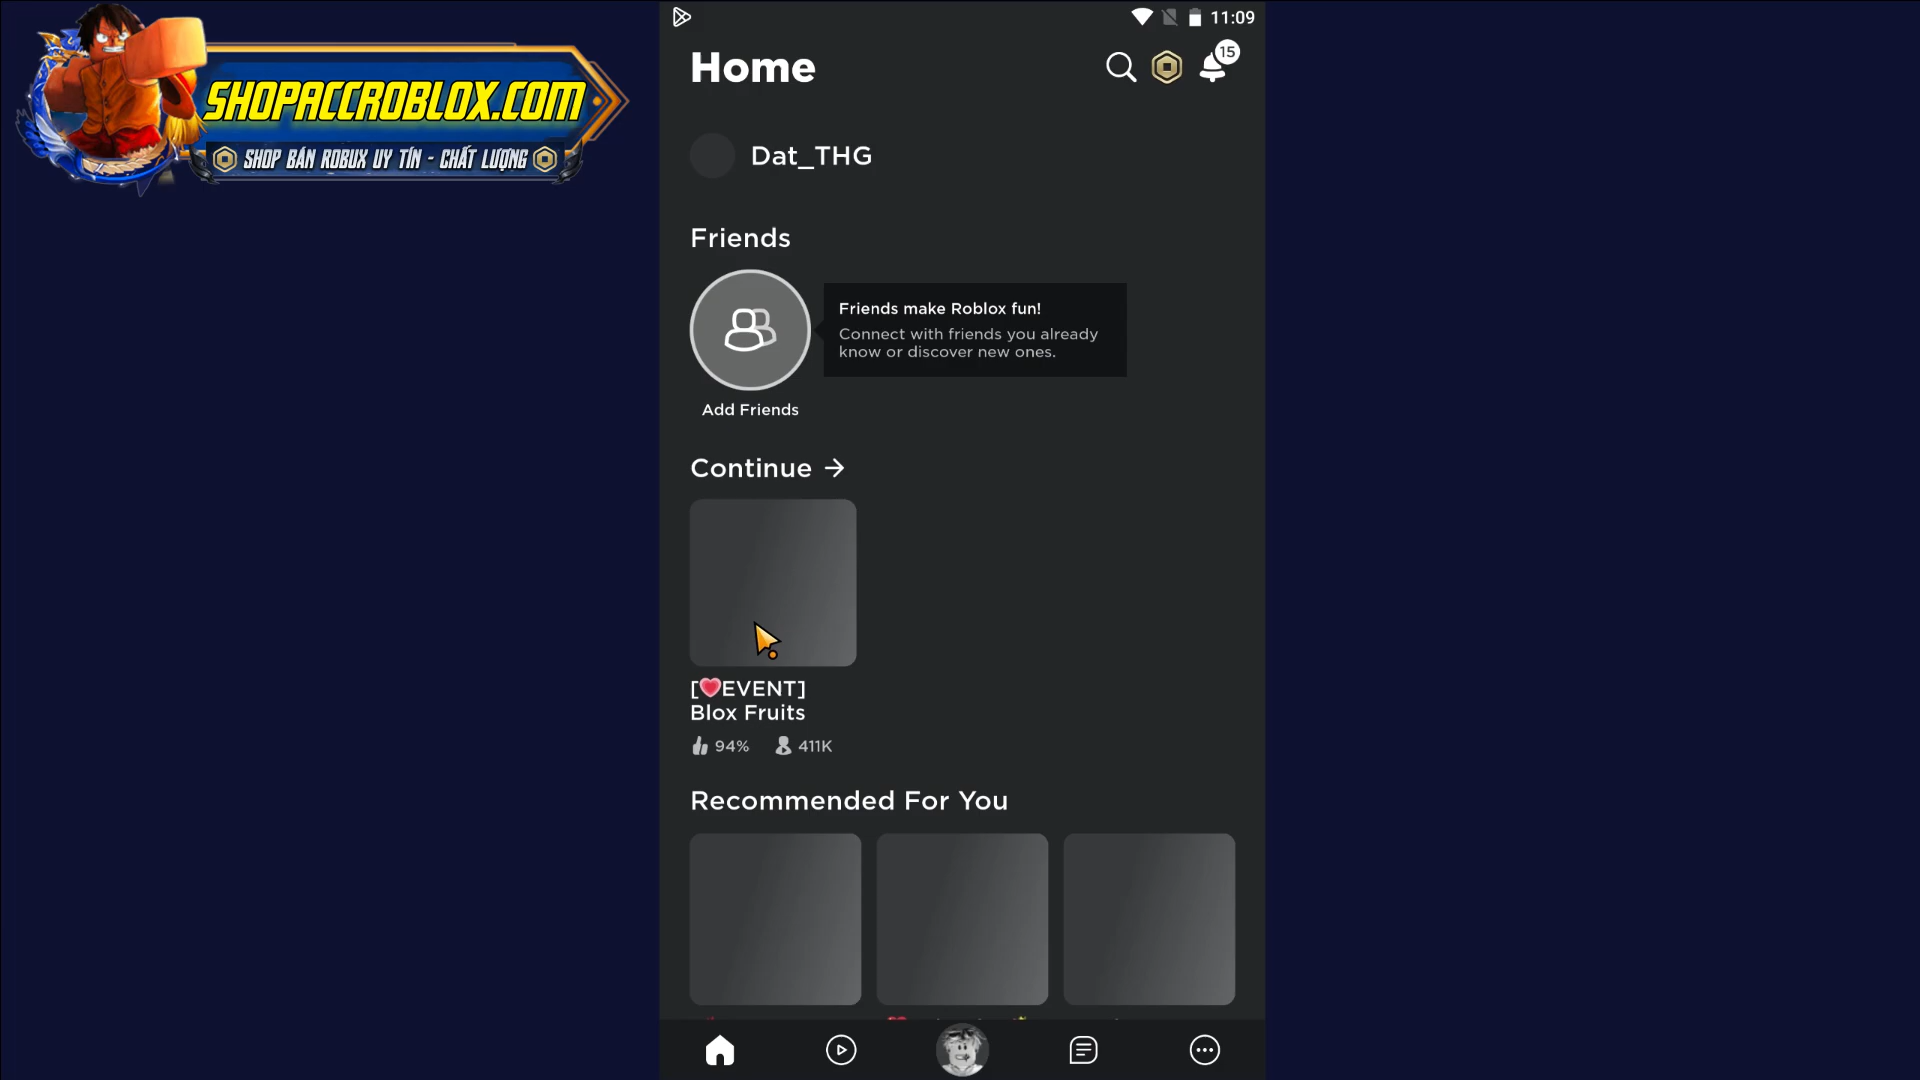 SHOPACCROBLOX.COM
SHOP BÁN ROBUX UY TÍN - CHẤT LƯỢNG
11:09
Home
15
Dat_THG
Friends
Friends make Roblox fun!
Connect with friends you already
know or discover new ones.
Add Friends
Continue
[💗EVENT]
Blox Fruits
94% 411K
Recommended For You